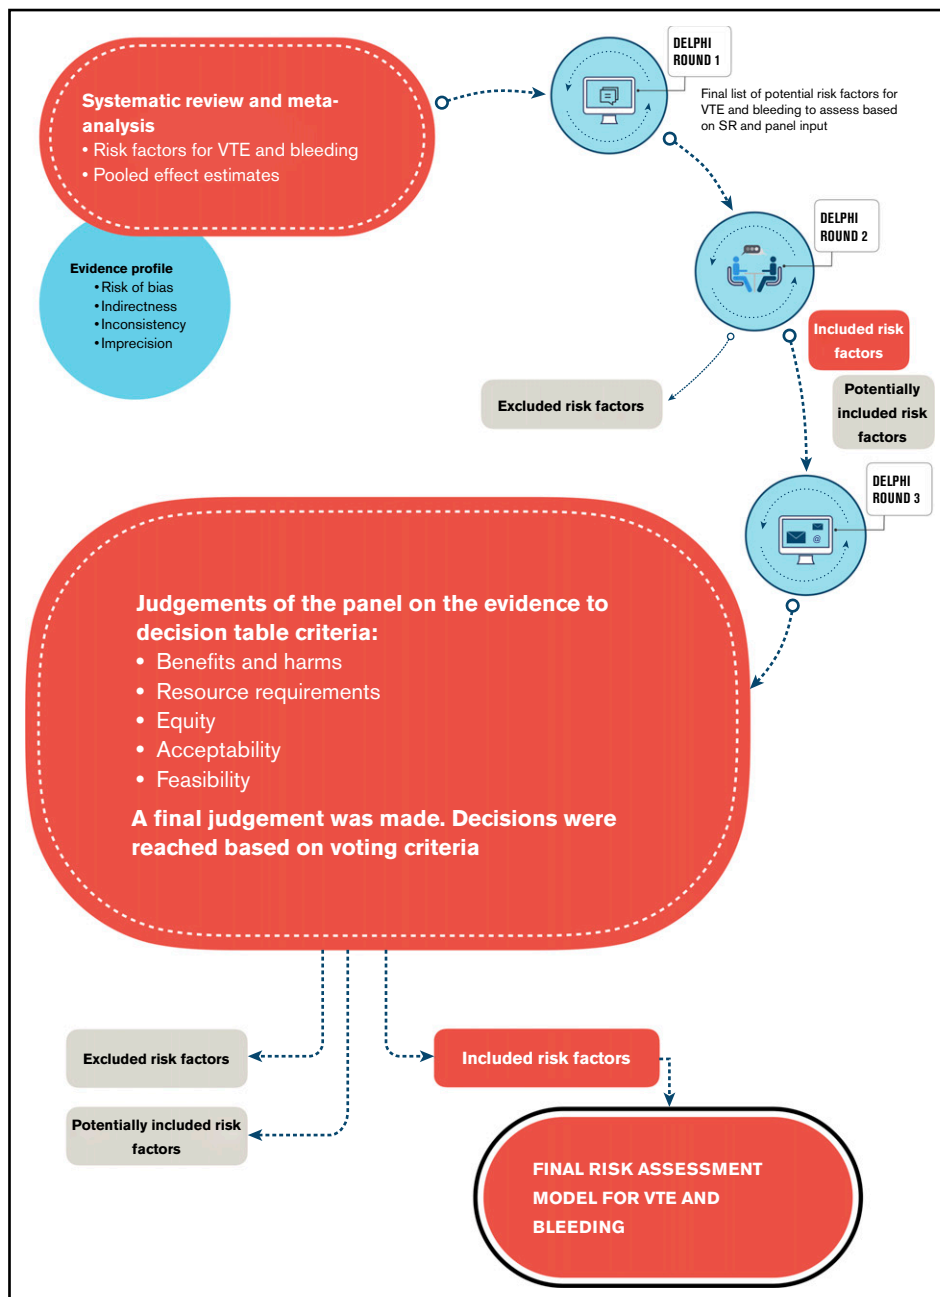 Systematic review and meta-
analysis
• Risk factors for VTE and bleeding
• Pooled effect estimates
Evidence profile
• Risk of bias
• Indirectness
• Inconsistency
• Imprecision
DELPHI
ROUND 1
Final list of potential risk factors for
VTE and bleeding to assess based
on SR and panel input
DELPHI
ROUND 2
Included risk
factors
Excluded risk factors
Potentially
included risk
factors
DELPHI
ROUND 3
@
Judgements of the panel on the evidence to
decision table criteria:
• Benefits and harms
• Resource requirements
• Equity
• Acceptability
• Feasibility
A final judgement was made. Decisions were
reached based on voting criteria
Excluded risk factors
Included risk factors
Potentially included risk
factors
FINAL RISK ASSESSMENT
MODEL FOR VTE AND
BLEEDING